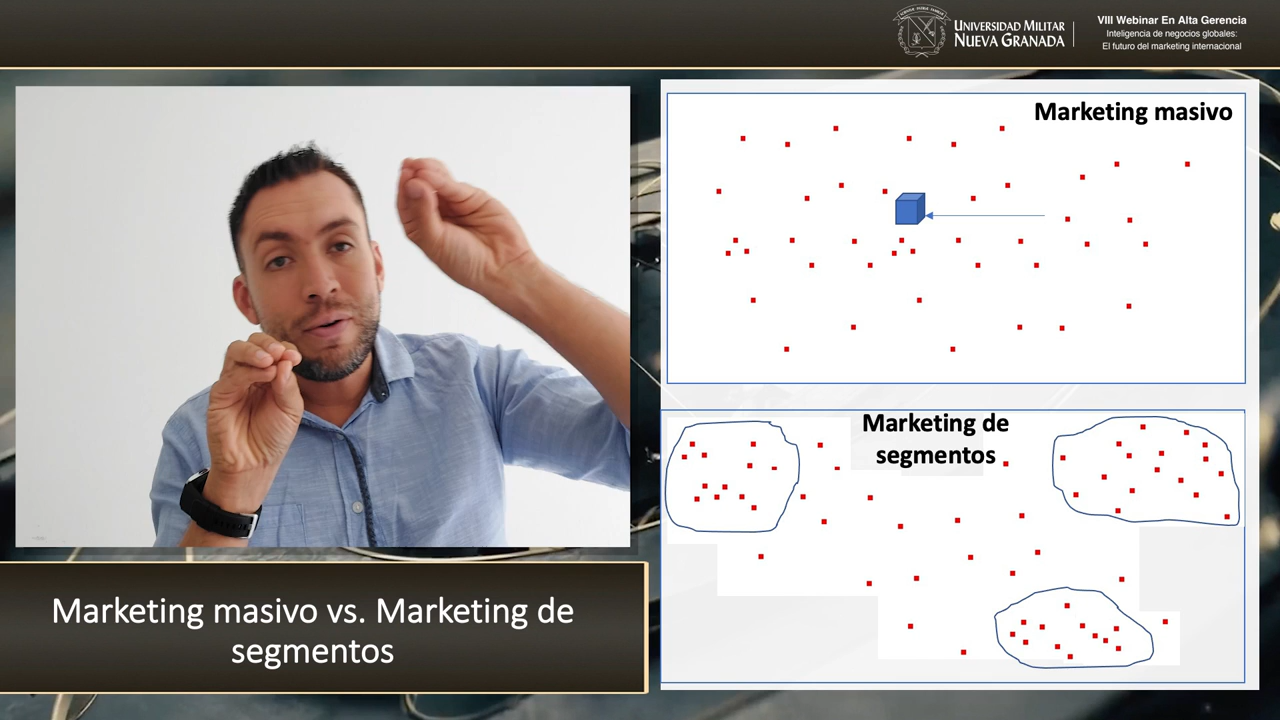 UNIVERSIDAD MILITAR
NUEVA GRANADA
VIII Webinar En Alta Gerencia
Inteligencia de negocios globales:
El futuro del marketing internacional
Marketing masivo
Marketing de
segmentos
Marketing masivo vs. Marketing de
segmentos